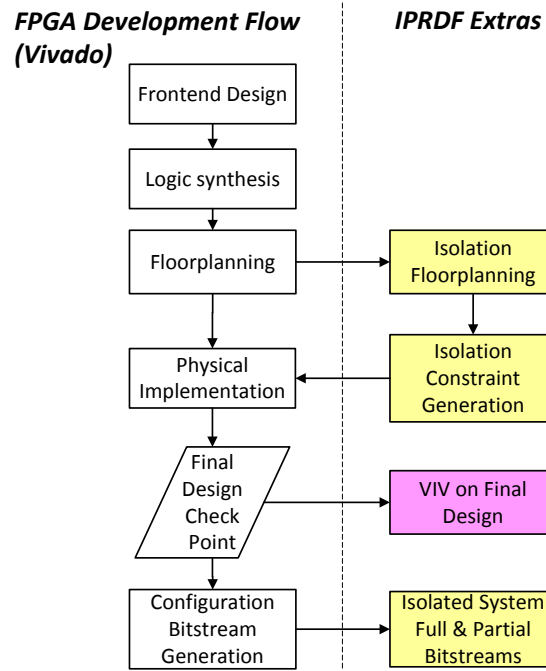 FPGA Development Flow
(Vivado)
IPRDF Extras
Frontend Design
Logic synthesis
Floorplanning
Isolation
Floorplanning
Physical
Implementation
Isolation
Constraint
Generation
Final
Design
Check
Point
VIV on Final
Design
Configuration
Bitstream
Generation
Isolated System
Full & Partial
Bitstreams